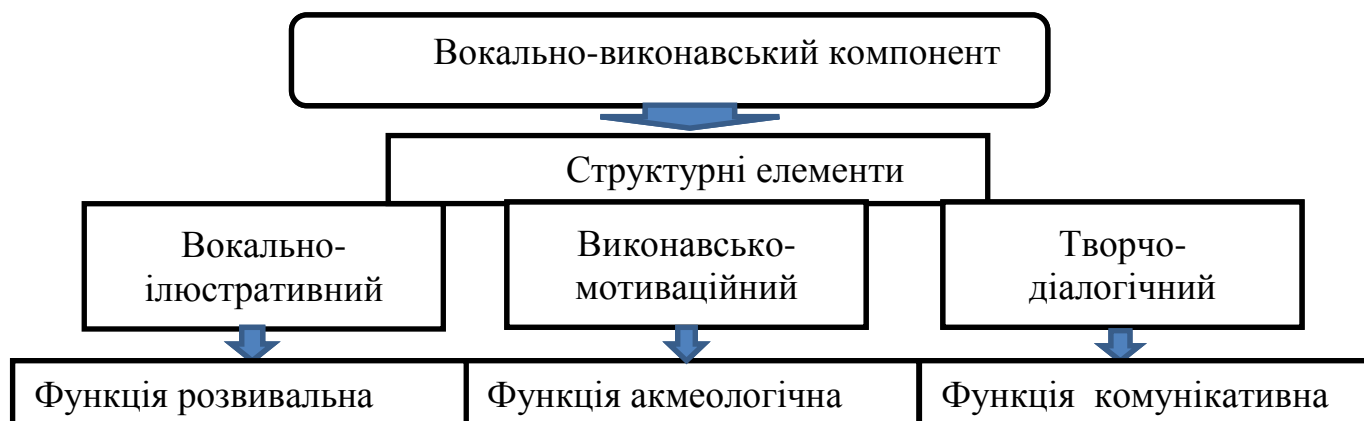 Вокально-виконавський компонент
Структурні елементи
Вокально-
ілюстративний
Виконавсько-
мотиваційний
Творчо-
діалогічний
Функція розвивальна
Функція акмеологічна
Функція комунікативна